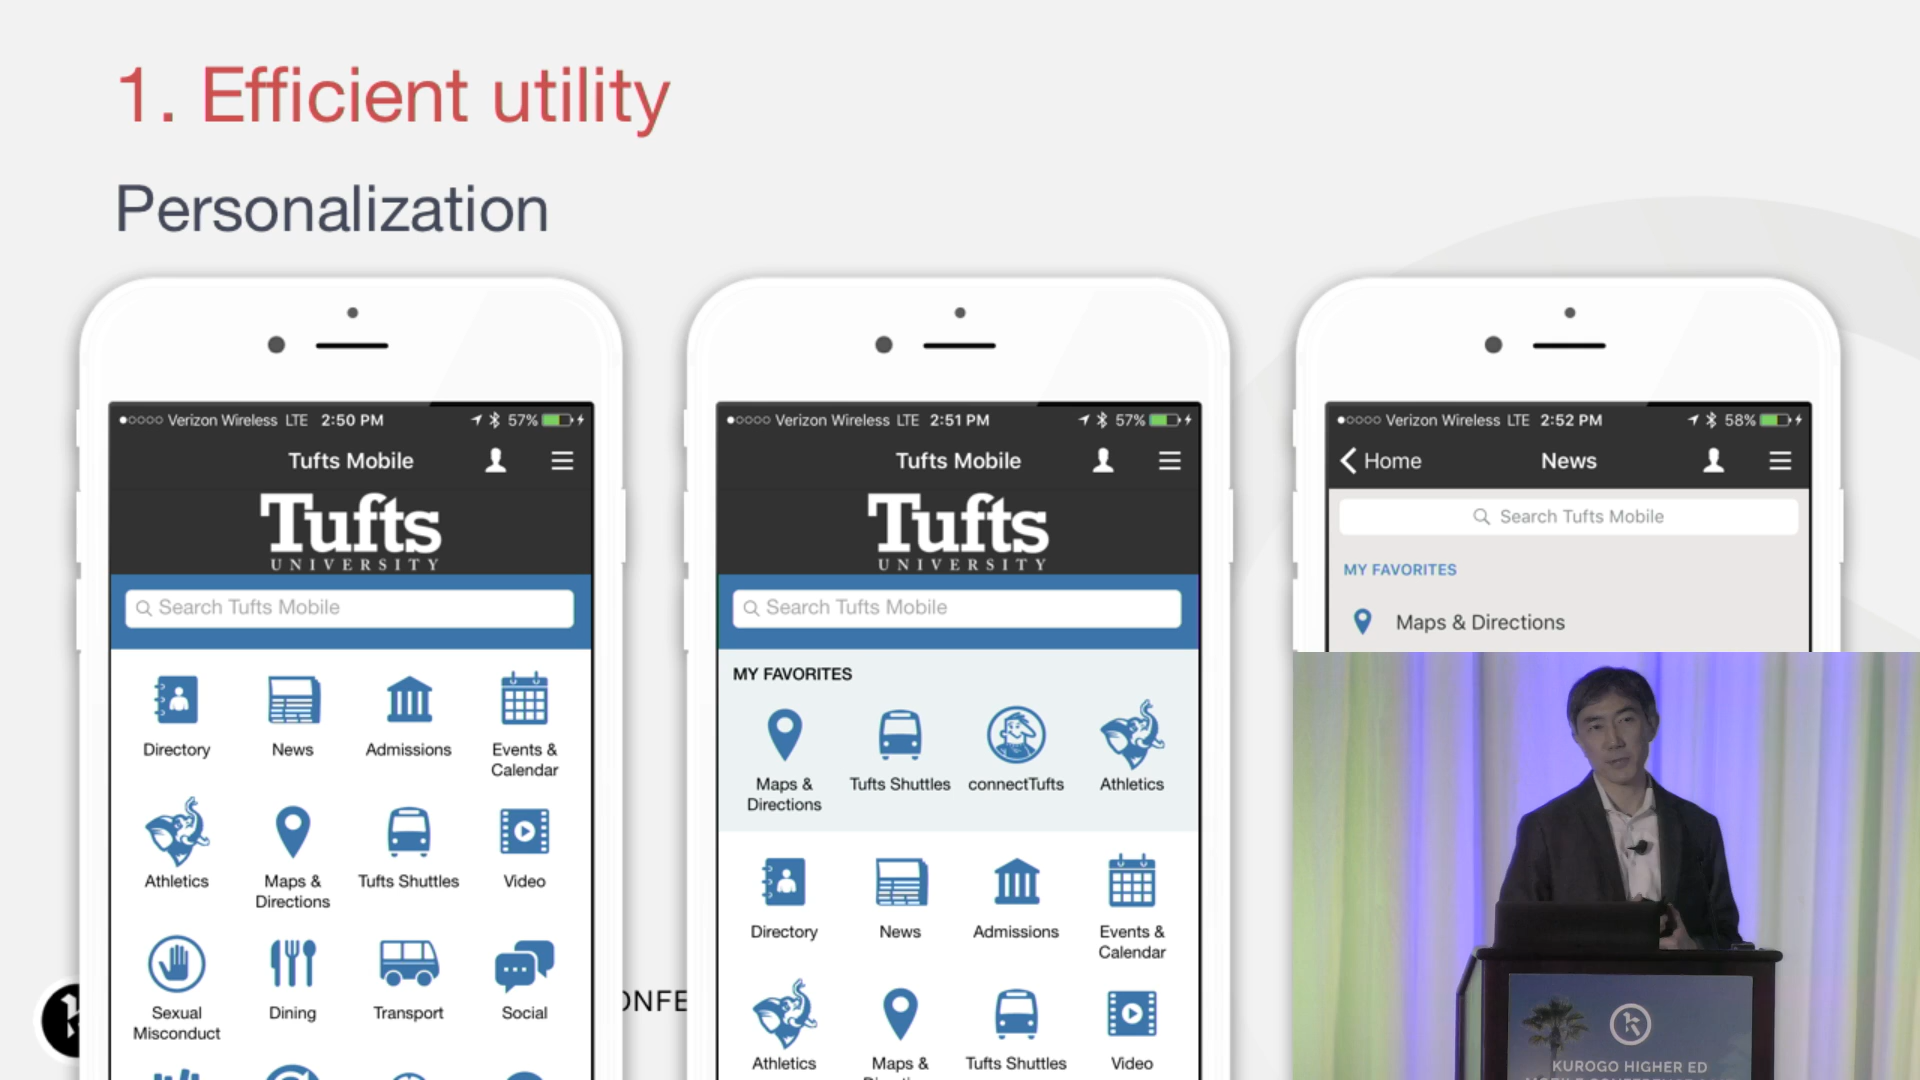 1. Efficient utility
Personalization
Verizon Wireless LTE 2:50 PM 57%
Tufts Mobile
Tufts
UNIVERSITY
Search Tufts Mobile
Directory
News
Admissions
Events &
Calendar
Athletics
Maps &
Directions
Tufts Shuttles
Video
Sexual
Misconduct
Dining
Transport
Social
ONFE
Verizon Wireless LTE 2:51 PM 57%
Tufts Mobile
Tufts
UNIVERSITY
Search Tufts Mobile
MY FAVORITES
Maps &
Directions
Tufts Shuttles
connectTufts
Athletics
Directory
News
Admissions
Events &
Calendar
Athletics
Maps &
Tufts Shuttles
Video
Verizon Wireless LTE 2:52 PM 58%
Home
News
Search Tufts Mobile
MY FAVORITES
Maps & Directions
KUROGO HIGHER ED